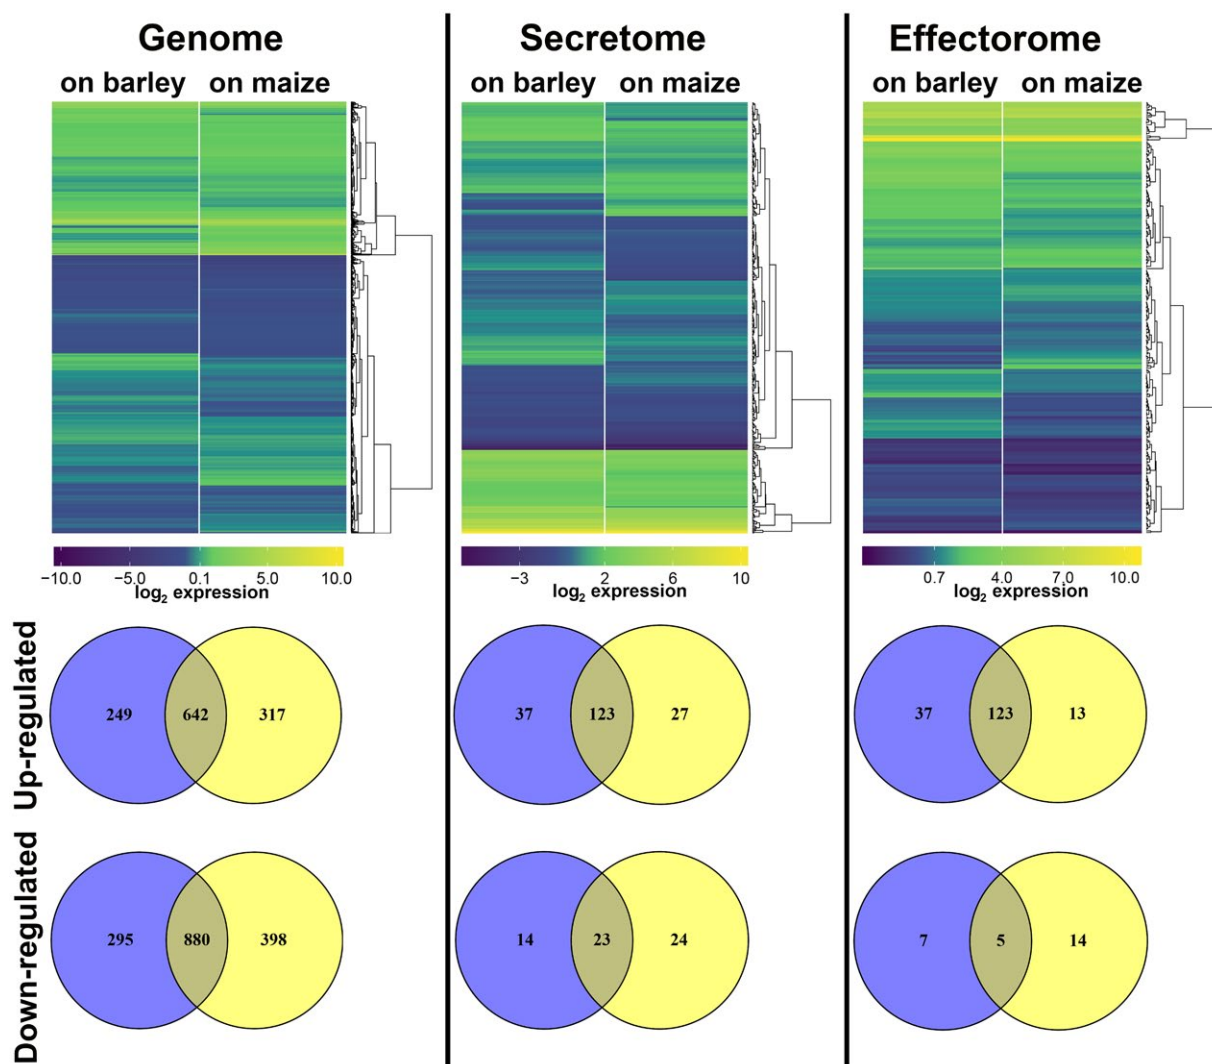 Genome
Secretome
Effectorome
on barley on maize
on barley on maize
on barley on maize
−10.0 −5.0 0.1 5.0 10.0
log2 expression
−3 2 6 10
log2 expression
0.7 4.0 7.0 10.0
log2 expression
Up-regulated
249 642 317
37 123 27
37 123 13
Down-regulated
295 880 398
14 23 24
7 5 14